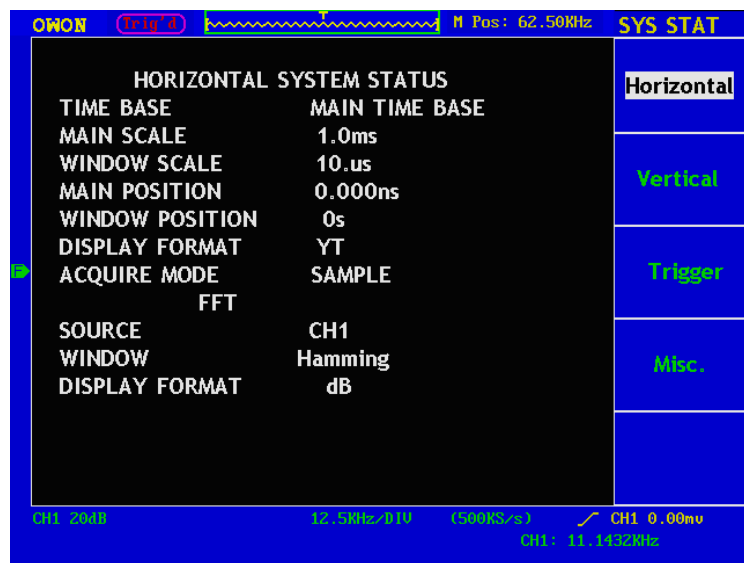 OWON Trig'd T M Pos: 62.50KHz SYS STAT
HORIZONTAL SYSTEM STATUS
TIME BASE MAIN TIME BASE
MAIN SCALE 1.0ms
WINDOW SCALE 10.us
MAIN POSITION 0.000ns
WINDOW POSITION 0s
DISPLAY FORMAT YT
ACQUIRE MODE SAMPLE
FFT
SOURCE CH1
WINDOW Hamming
DISPLAY FORMAT dB
Horizontal
Vertical
Trigger
Misc.
F
CH1 20dB 12.5KHz/DIV (500KS/s) CH1 0.00mv
CH1: 11.1432KHz